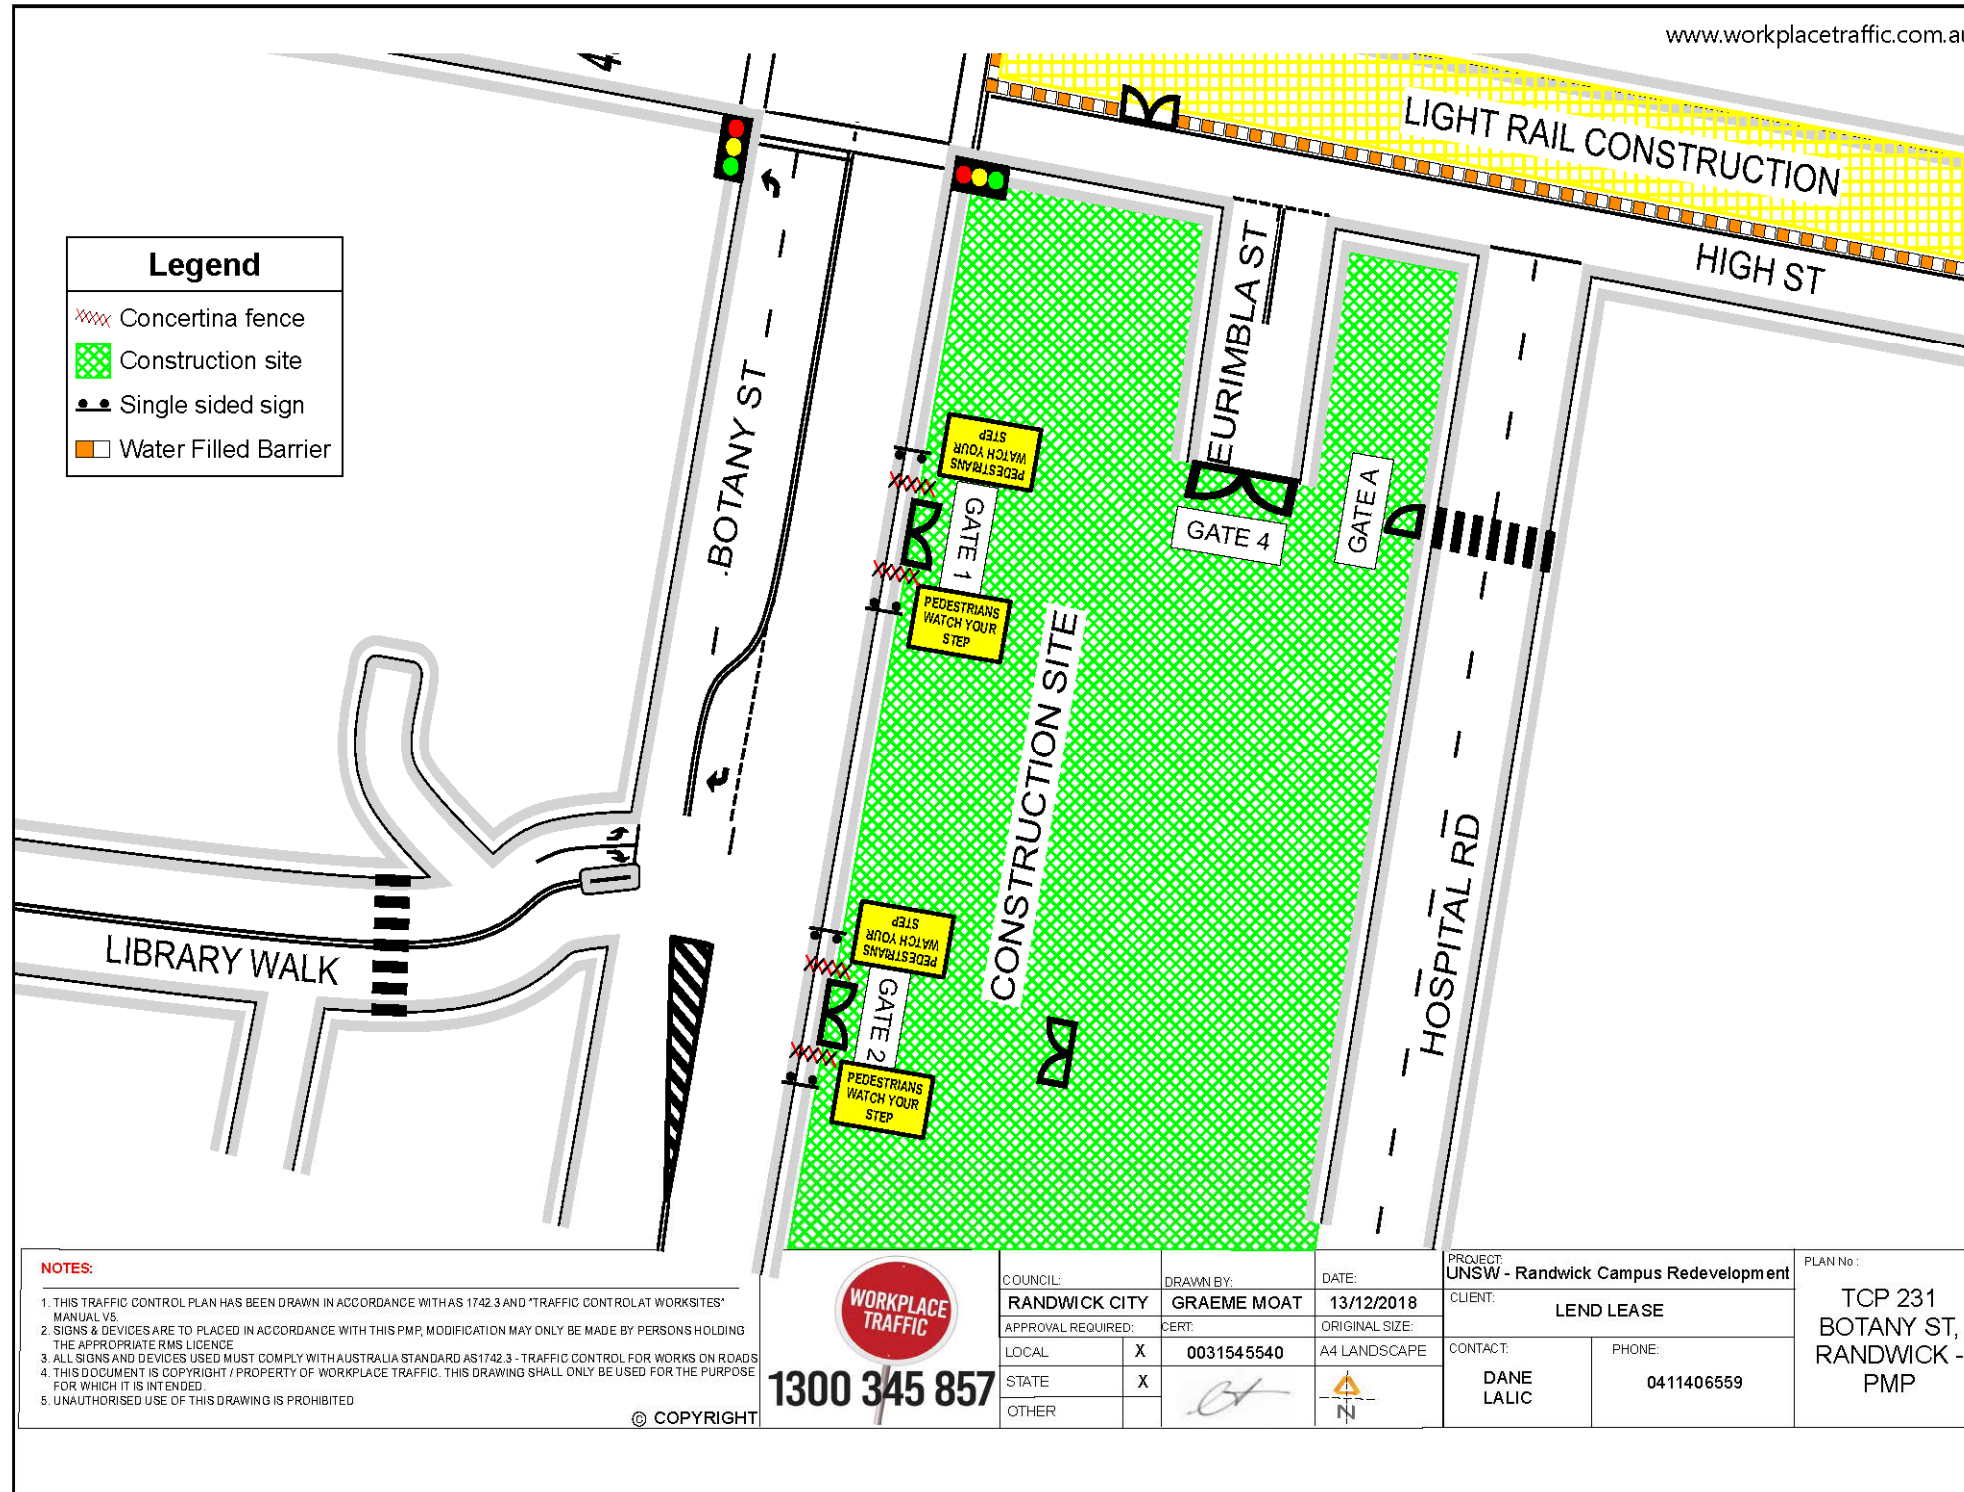 www.workplacetraffic.com.au
4
LIGHT RAIL CONSTRUCTION
HIGH ST
Legend
Concertina fence
Construction site
Single sided sign
Water Filled Barrier
BOTANY ST
EURIMBLA ST
PEDESTRIANS
WATCH YOUR
STEP
GATE 1
PEDESTRIANS
WATCH YOUR
STEP
GATE 4
GATE A
CONSTRUCTION SITE
HOSPITAL RD
LIBRARY WALK
PEDESTRIANS
WATCH YOUR
STEP
GATE 2
PEDESTRIANS
WATCH YOUR
STEP
NOTES:
1. THIS TRAFFIC CONTROL PLAN HAS BEEN DRAWN IN ACCORDANCE WITH AS 1742.3 AND "TRAFFIC CONTROL AT WORKSITES"
MANUAL V5.
2. SIGNS & DEVICES ARE TO PLACED IN ACCORDANCE WITH THIS PMP, MODIFICATION MAY ONLY BE MADE BY PERSONS HOLDING
THE APPROPRIATE RMS LICENCE
3. ALL SIGNS AND DEVICES USED MUST COMPLY WITH AUSTRALIA STANDARD AS1742.3 - TRAFFIC CONTROL FOR WORKS ON ROADS
4. THIS DOCUMENT IS COPYRIGHT / PROPERTY OF WORKPLACE TRAFFIC. THIS DRAWING SHALL ONLY BE USED FOR THE PURPOSE
FOR WHICH IT IS INTENDED.
5. UNAUTHORISED USE OF THIS DRAWING IS PROHIBITED
© COPYRIGHT
WORKPLACE
TRAFFIC
1300 345 857
COUNCIL:
RANDWICK CITY
APPROVAL REQUIRED:
LOCAL X
STATE X
OTHER
DRAWN BY:
GRAEME MOAT
CERT:
0031545540
DATE:
13/12/2018
ORIGINAL SIZE:
A4 LANDSCAPE
N
PROJECT:
UNSW - Randwick Campus Redevelopment
CLIENT:
LEND LEASE
CONTACT:
DANE
LALIC
PHONE:
0411406559
PLAN No :
TCP 231
BOTANY ST,
RANDWICK -
PMP